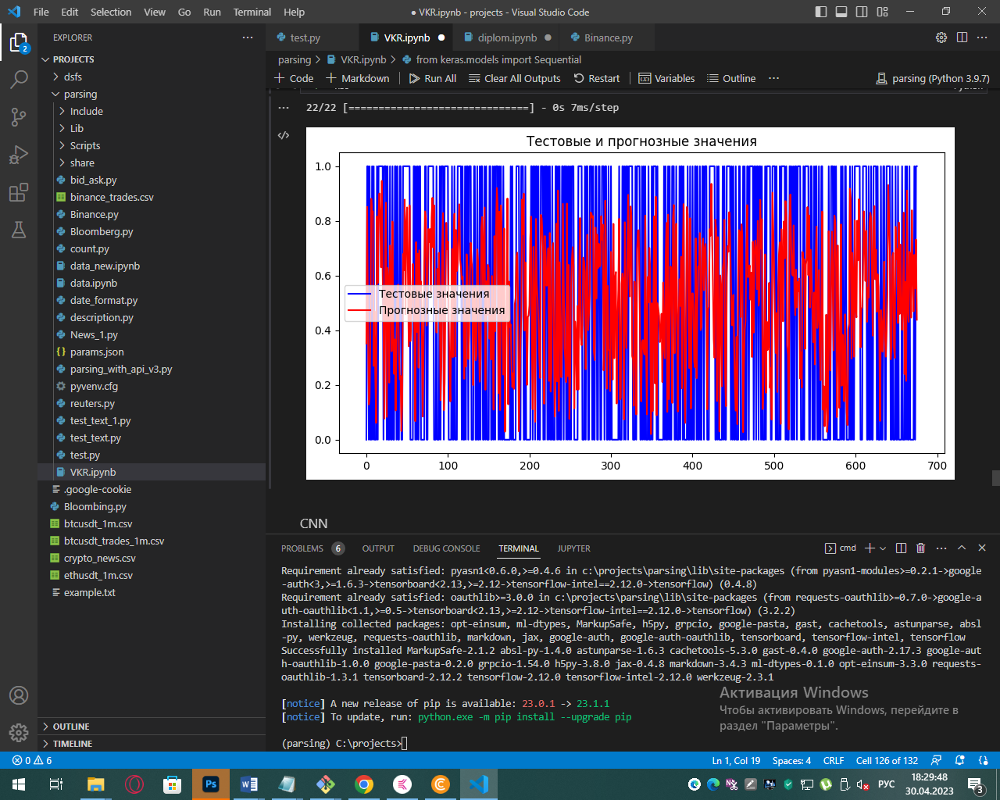 File Edit Selection View Go Run Terminal Help
● VKR.ipynb - projects - Visual Studio Code
EXPLORER
test.py
VKR.ipynb
diplom.ipynb
Binance.py
parsing > VKR.ipynb > from keras.models import Sequential
+ Code + Markdown Run All Clear All Outputs Restart Variables Outline
parsing (Python 3.9.7)
2
PROJECTS
dsfs
parsing
Include
Lib
Scripts
share
bid_ask.py
binance_trades.csv
Binance.py
Bloomberg.py
count.py
data_new.ipynb
data.ipynb
date_format.py
description.py
News_1.py
params.json
parsing_with_api_v3.py
pyvenv.cfg
reuters.py
test_text_1.py
test_text.py
test.py
VKR.ipynb
.google-cookie
Bloombing.py
btcusdt_1m.csv
btcusdt_trades_1m.csv
crypto_news.csv
ethusdt_1m.csv
example.txt
OUTLINE
TIMELINE
22/22 [==============================] - 0s 7ms/step
Тестовые и прогнозные значения
1.0
0.8
0.6
0.4
0.2
0.0
Тестовые значения
Прогнозные значения
0 100 200 300 400 500 600 700
CNN
PROBLEMS 6 OUTPUT DEBUG CONSOLE TERMINAL JUPYTER
cmd
Requirement already satisfied: pyasn1<0.6.0,>=0.4.6 in c:\projects\parsing\lib\site-packages (from pyasn1-modules>=0.2.1->google
-auth<3,>=1.6.3->tensorboard<2.13,>=2.12->tensorflow-intel==2.12.0->tensorflow) (0.4.8)
Requirement already satisfied: oauthlib>=3.0.0 in c:\projects\parsing\lib\site-packages (from requests-oauthlib>=0.7.0->google-a
uth-oauthlib<1.1,>=0.5->tensorboard<2.13,>=2.12->tensorflow-intel==2.12.0->tensorflow) (3.2.2)
Installing collected packages: opt-einsum, ml-dtypes, MarkupSafe, h5py, grpcio, google-pasta, gast, cachetools, astunparse, absl
-py, werkzeug, requests-oauthlib, markdown, jax, google-auth, google-auth-oauthlib, tensorboard, tensorflow-intel, tensorflow
Successfully installed MarkupSafe-2.1.2 absl-py-1.4.0 astunparse-1.6.3 cachetools-5.3.0 gast-0.4.0 google-auth-2.17.3 google-aut
h-oauthlib-1.0.0 google-pasta-0.2.0 grpcio-1.54.0 h5py-3.8.0 jax-0.4.8 markdown-3.4.3 ml-dtypes-0.1.0 opt-einsum-3.3.0 requests-
oauthlib-1.3.1 tensorboard-2.12.2 tensorflow-2.12.0 tensorflow-intel-2.12.0 werkzeug-2.3.1
[notice] A new release of pip is available: 23.0.1 -> 23.1.1
[notice] To update, run: python.exe -m pip install --upgrade pip
(parsing) C:\projects>
Активация Windows
Чтобы активировать Windows, перейдите в
раздел "Параметры".
0 6
Ln 1, Col 19 Spaces: 4 CRLF Cell 126 of 132
Ps
РУС
18:29:48
30.04.2023
3